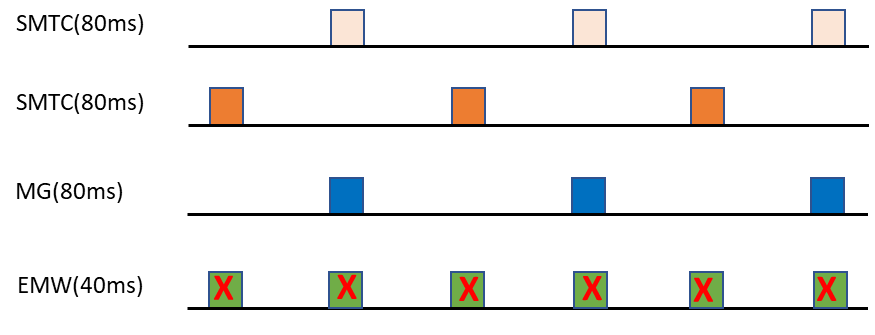 SMTC(80ms)
SMTC(80ms)
MG(80ms)
EMW(40ms) X X X X X X